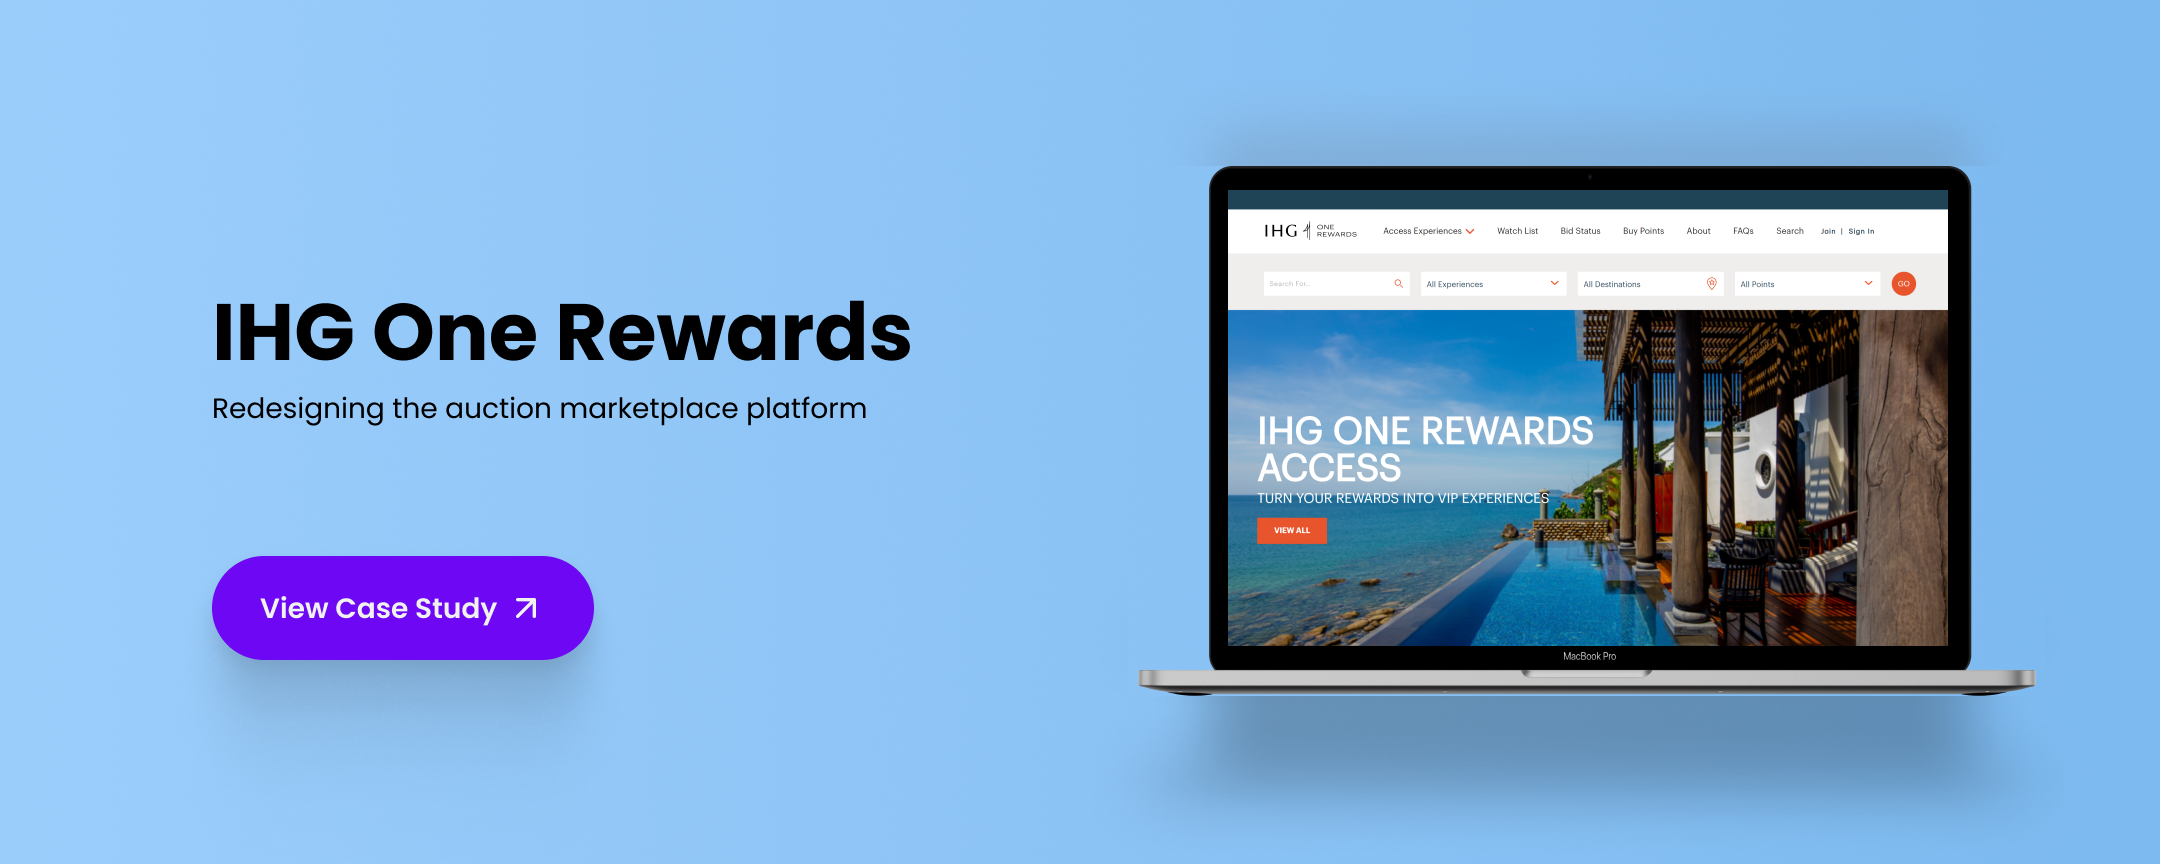 IHG One Rewards
Redesigning the auction marketplace platform
View Case Study
IHG ONE REWARDS
Access Experiences Watch List Bid Status Buy Points About FAQs Search Join | Sign In
Search For... All Experiences All Destinations All Points GO
IHG ONE REWARDS
ACCESS
TURN YOUR REWARDS INTO VIP EXPERIENCES
VIEW ALL
MacBook Pro